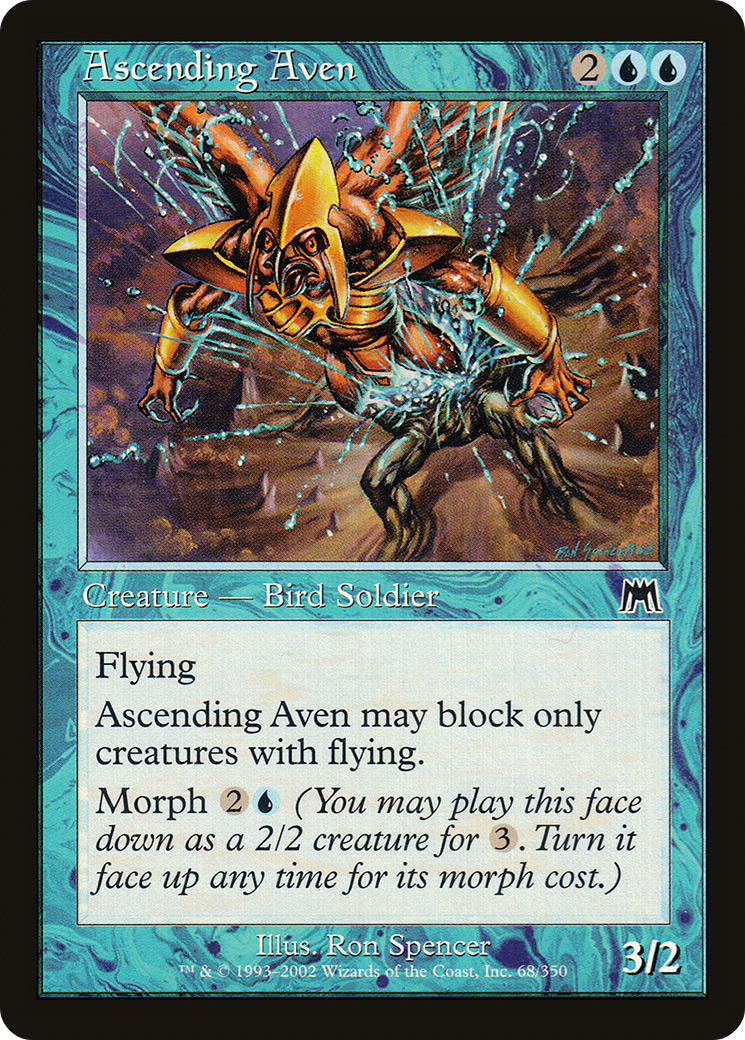 Ascending Aven 2
Creature — Bird Soldier
Flying
Ascending Aven may block only
creatures with flying.
Morph 2 (You may play this face
down as a 2/2 creature for 3. Turn it
face up any time for its morph cost.)
Illus. Ron Spencer
™ & © 1993–2002 Wizards of the Coast, Inc. 68/350
3/2